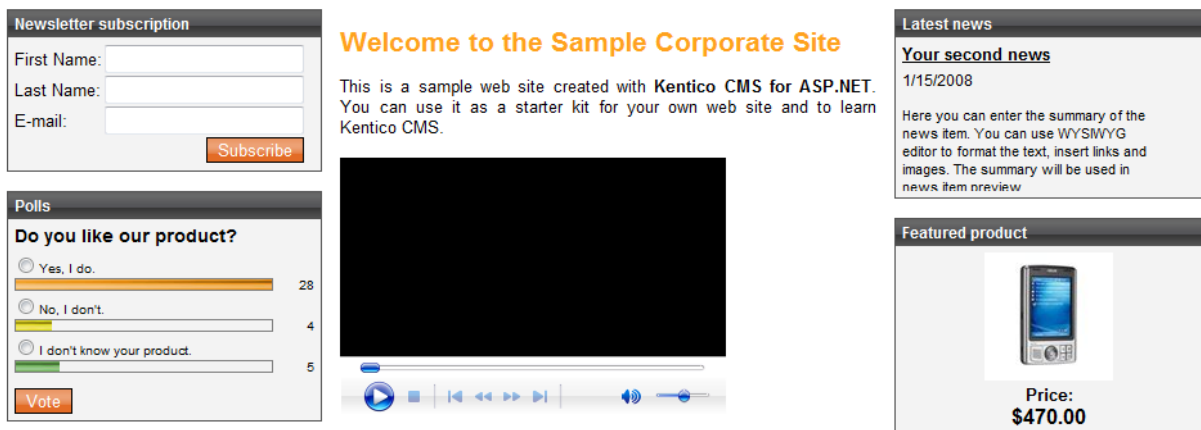 Newsletter subscription
First Name:
Last Name:
E-mail:
Subscribe
Polls
Do you like our product?
Yes, I do.
28
No, I don't.
4
I don't know your product.
5
Vote
Welcome to the Sample Corporate Site
This is a sample web site created with Kentico CMS for ASP.NET.
You can use it as a starter kit for your own web site and to learn
Kentico CMS.
Latest news
Your second news
1/15/2008
Here you can enter the summary of the
news item. You can use WYSIWYG
editor to format the text, insert links and
images. The summary will be used in
news item preview
Featured product
Price:
$470.00